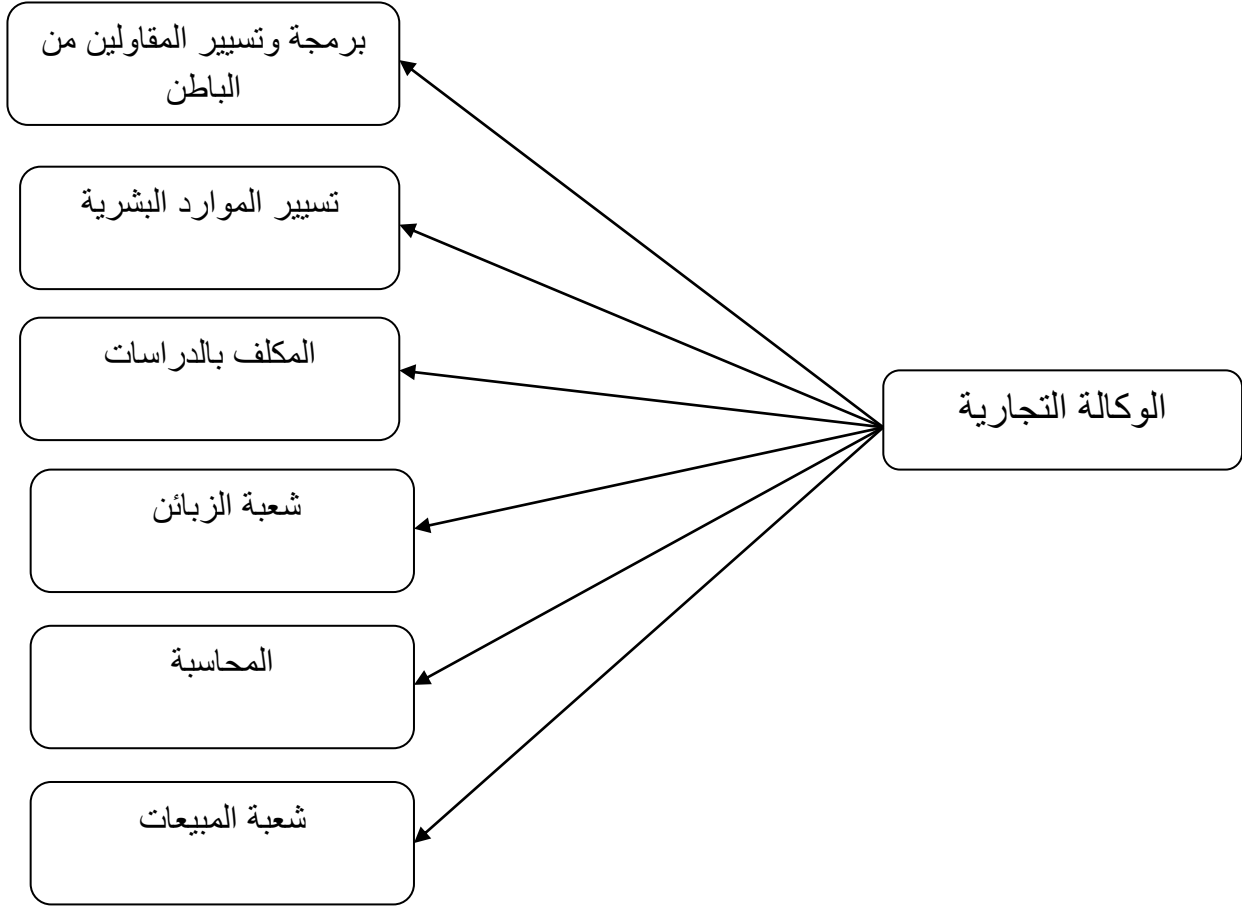 برمجة وتسيير المقاولين من
الباطن
تسيير الموارد البشرية
المكلف بالدراسات
الوكالة التجارية
شعبة الزبائن
المحاسبة
شعبة المبيعات